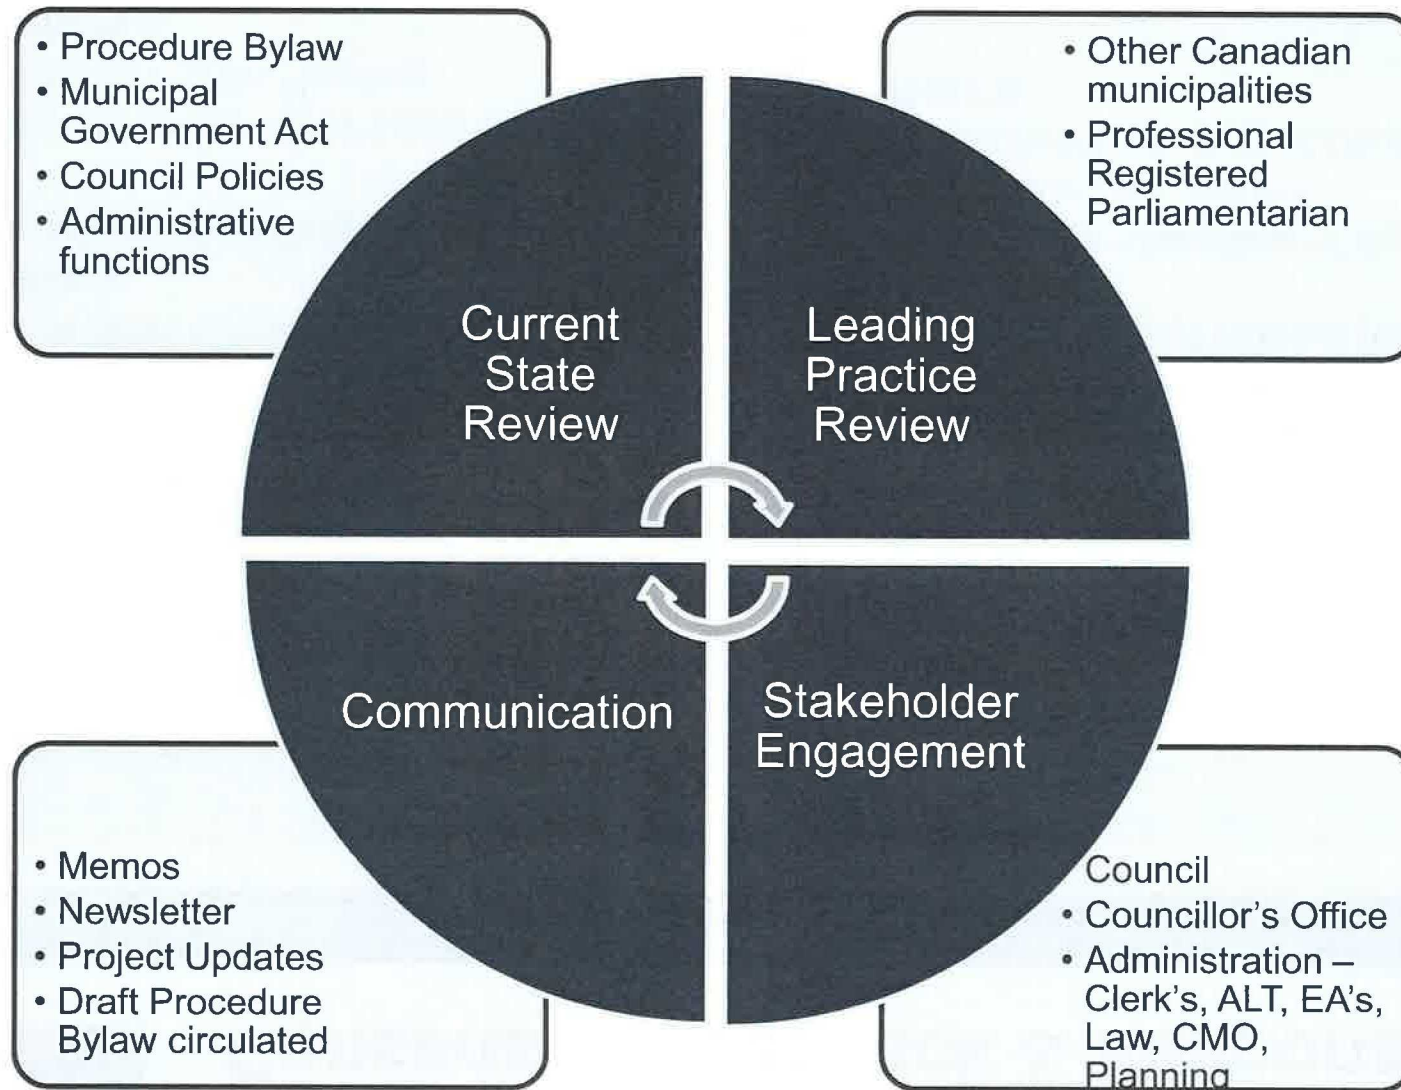 • Procedure Bylaw
• Municipal
Government Act
• Council Policies
• Administrative
functions
• Other Canadian
municipalities
• Professional
Registered
Parliamentarian
Current
State
Review
Leading
Practice
Review
Communication
Stakeholder
Engagement
• Memos
• Newsletter
• Project Updates
• Draft Procedure
Bylaw circulated
Council
• Councillor’s Office
• Administration –
Clerk’s, ALT, EA’s,
Law, CMO,
Planning